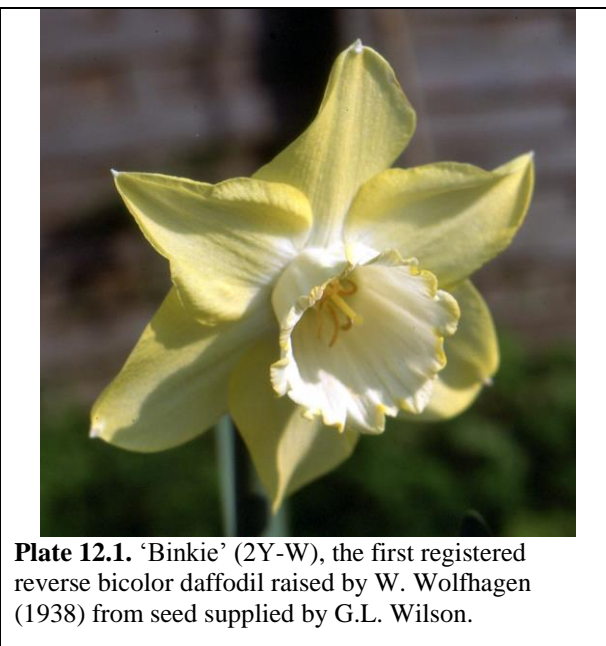 Plate 12.1. ‘Binkie’ (2Y-W), the first registered
reverse bicolor daffodil raised by W. Wolfhagen
(1938) from seed supplied by G.L. Wilson.